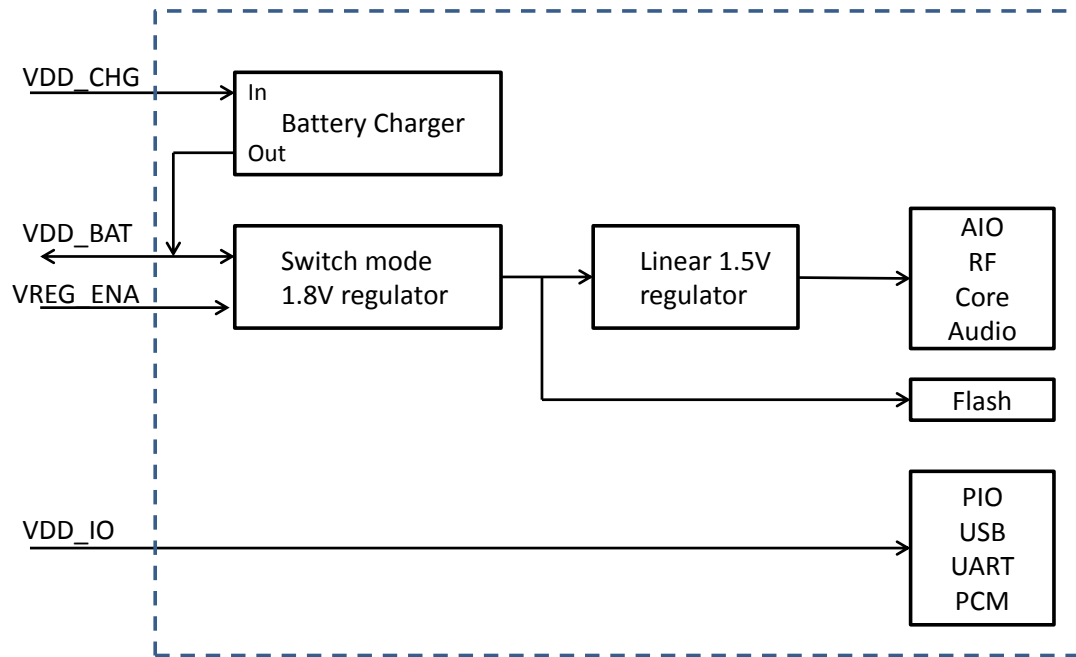 VDD_CHG
In
Battery Charger
Out
VDD_BAT
VREG_ENA
Switch mode
1.8V regulator
Linear 1.5V
regulator
AIO
RF
Core
Audio
Flash
VDD_IO
PIO
USB
UART
PCM